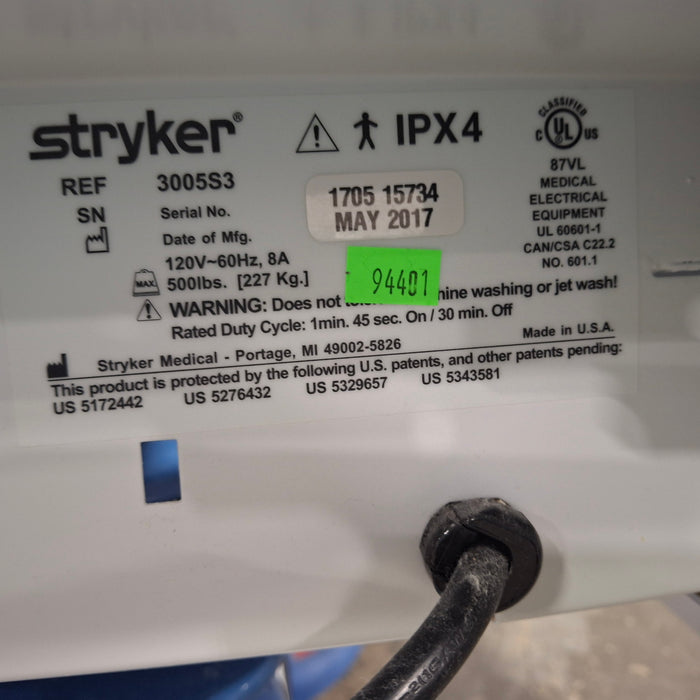 stryker®
IPX4
CLASSIFIED
C UL US
87VL
MEDICAL
ELECTRICAL
EQUIPMENT
UL 60601-1
CAN/CSA C22.2
NO. 601.1
REF 3005S3
SN Serial No. 1705 15734
Date of Mfg. MAY 2017
120V~60Hz, 8A
MAX 500lbs. [227 Kg.]
94401
WARNING: Does not machine washing or jet wash!
Rated Duty Cycle: 1min. 45 sec. On / 30 min. Off
Stryker Medical - Portage, MI 49002-5826
Made in U.S.A.
This product is protected by the following U.S. patents, and other patents pending:
US 5172442 US 5276432 US 5329657 US 5343581